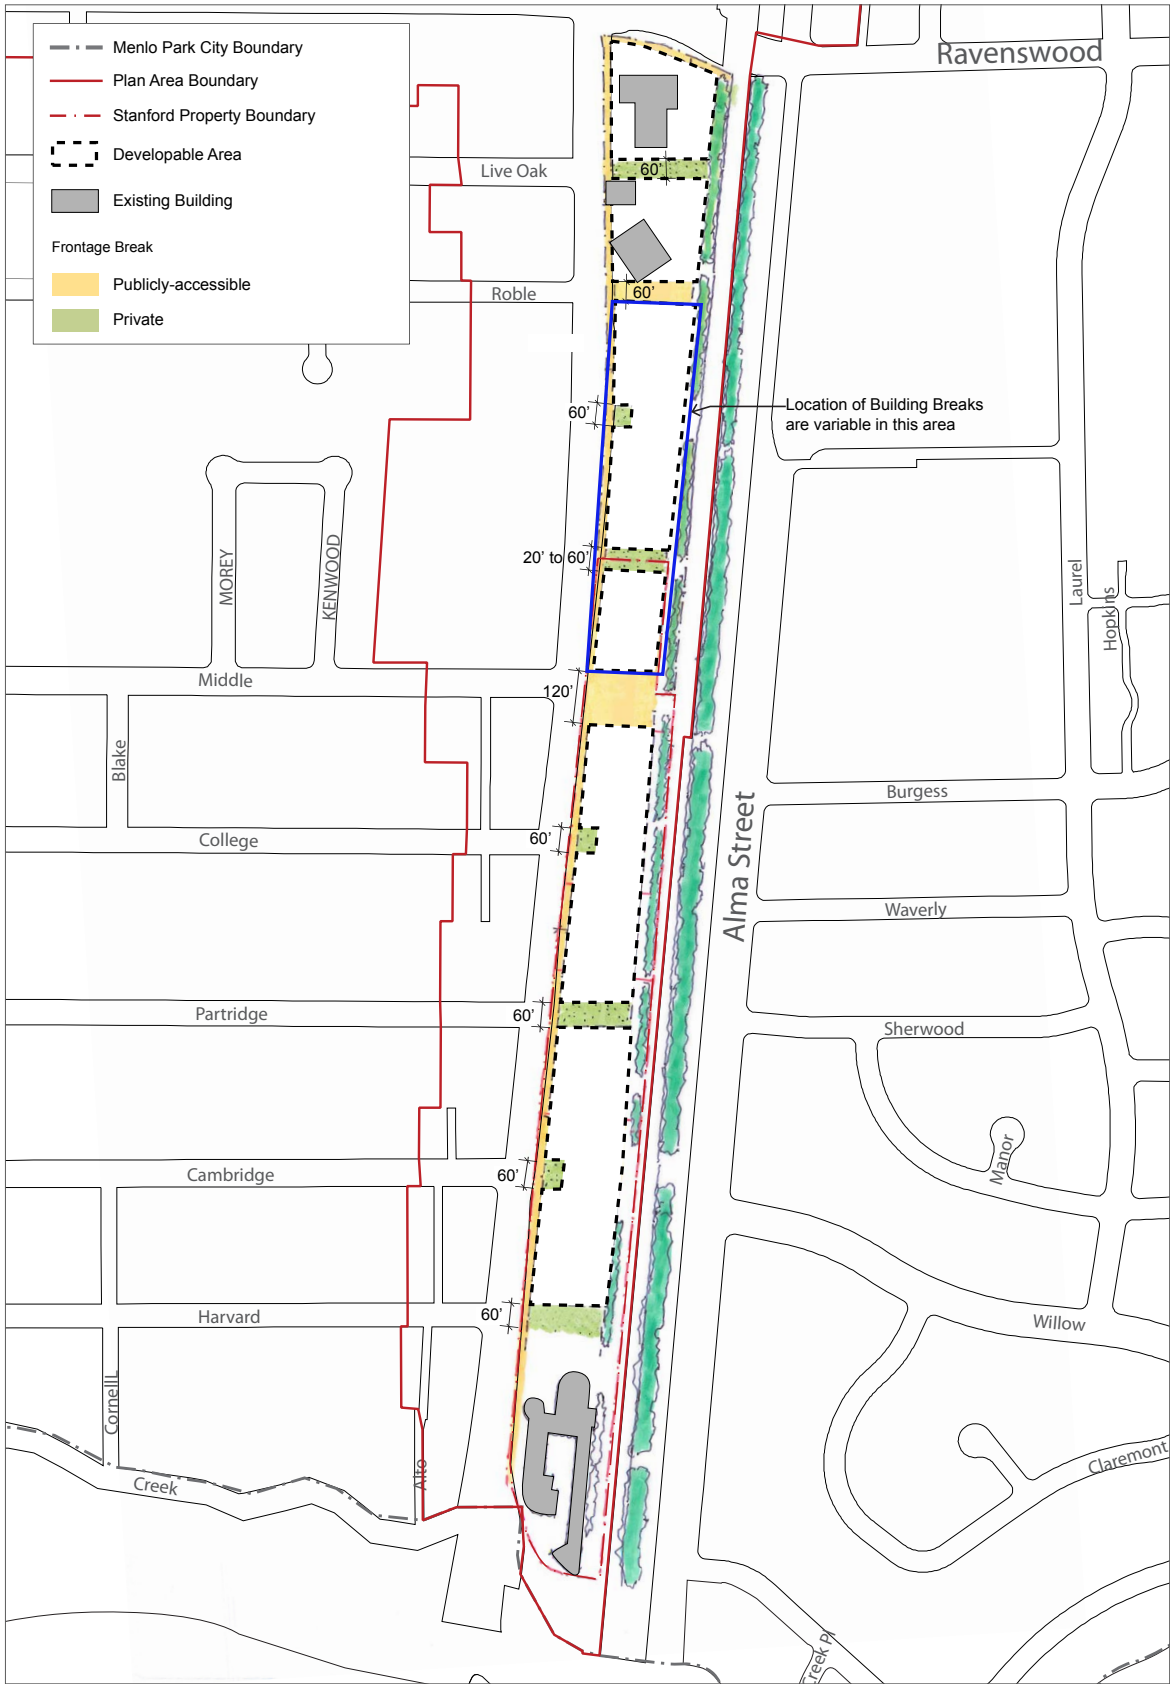 Menlo Park City Boundary
Plan Area Boundary
Stanford Property Boundary
Developable Area
Existing Building
Frontage Break
Publicly-accessible
Private
Ravenswood
Live Oak
60'
Roble
60'
Location of Building Breaks
are variable in this area
60'
MOREY
KENWOOD
20' to 60'
Laurel
Hopkins
Middle
120'
Blake
Burgess
College
60'
Alma Street
Waverly
Partridge
60'
Sherwood
Manor
Cambridge
60'
Harvard
60'
Willow
CornellL
Alto
Creek
Claremont
Creek Pl